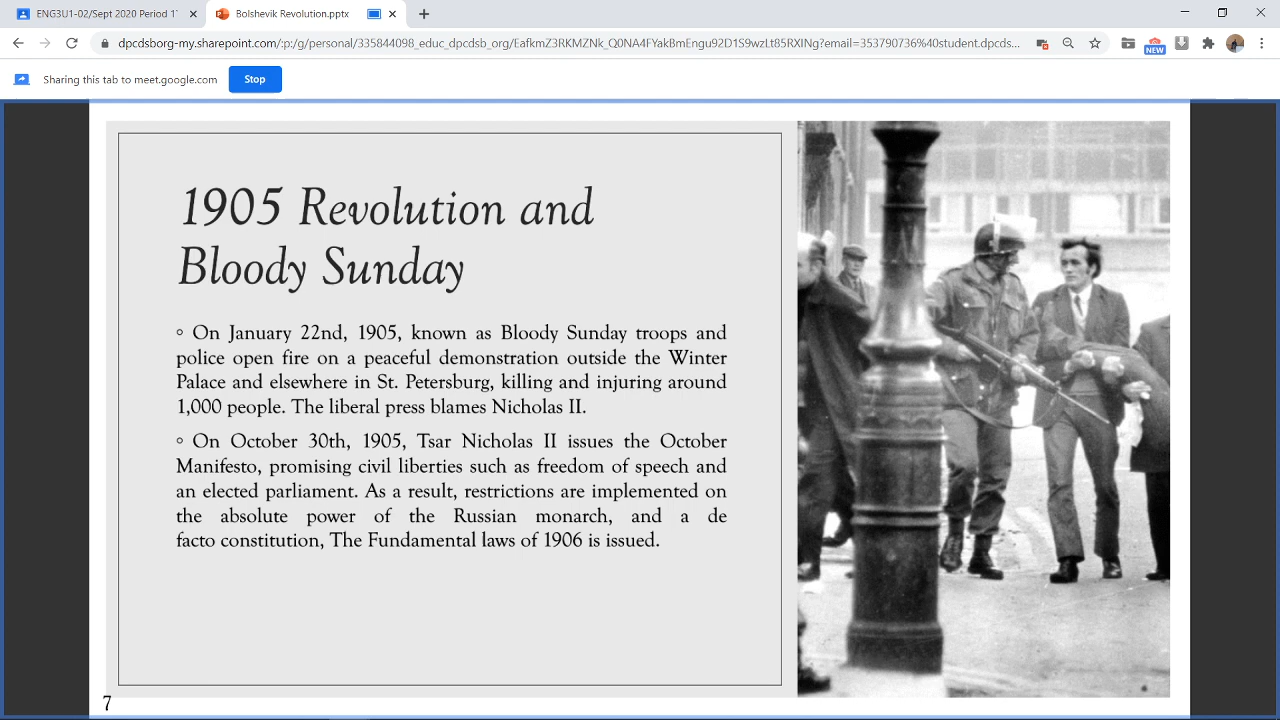 ENG3U1-02/Sept 2020 Period 1
Bolshevik Revolution.pptx
dpcdsborg-my.sharepoint.com/:p:/g/personal/335844098_stuc_dpcdsb_org/EafkmZ3RKMZNk_Q0NA4FYakBmEngu92D1S9wzLt85RXINg?email=353790736%40student.dpcds...
NEW
Sharing this tab to meet.google.com
Stop
1905 Revolution and
Bloody Sunday
◦ On January 22nd, 1905, known as Bloody Sunday troops and
police open fire on a peaceful demonstration outside the Winter
Palace and elsewhere in St. Petersburg, killing and injuring around
1,000 people. The liberal press blames Nicholas II.
◦ On October 30th, 1905, Tsar Nicholas II issues the October
Manifesto, promising civil liberties such as freedom of speech and
an elected parliament. As a result, restrictions are implemented on
the absolute power of the Russian monarch, and a de
facto constitution, The Fundamental laws of 1906 is issued.
7